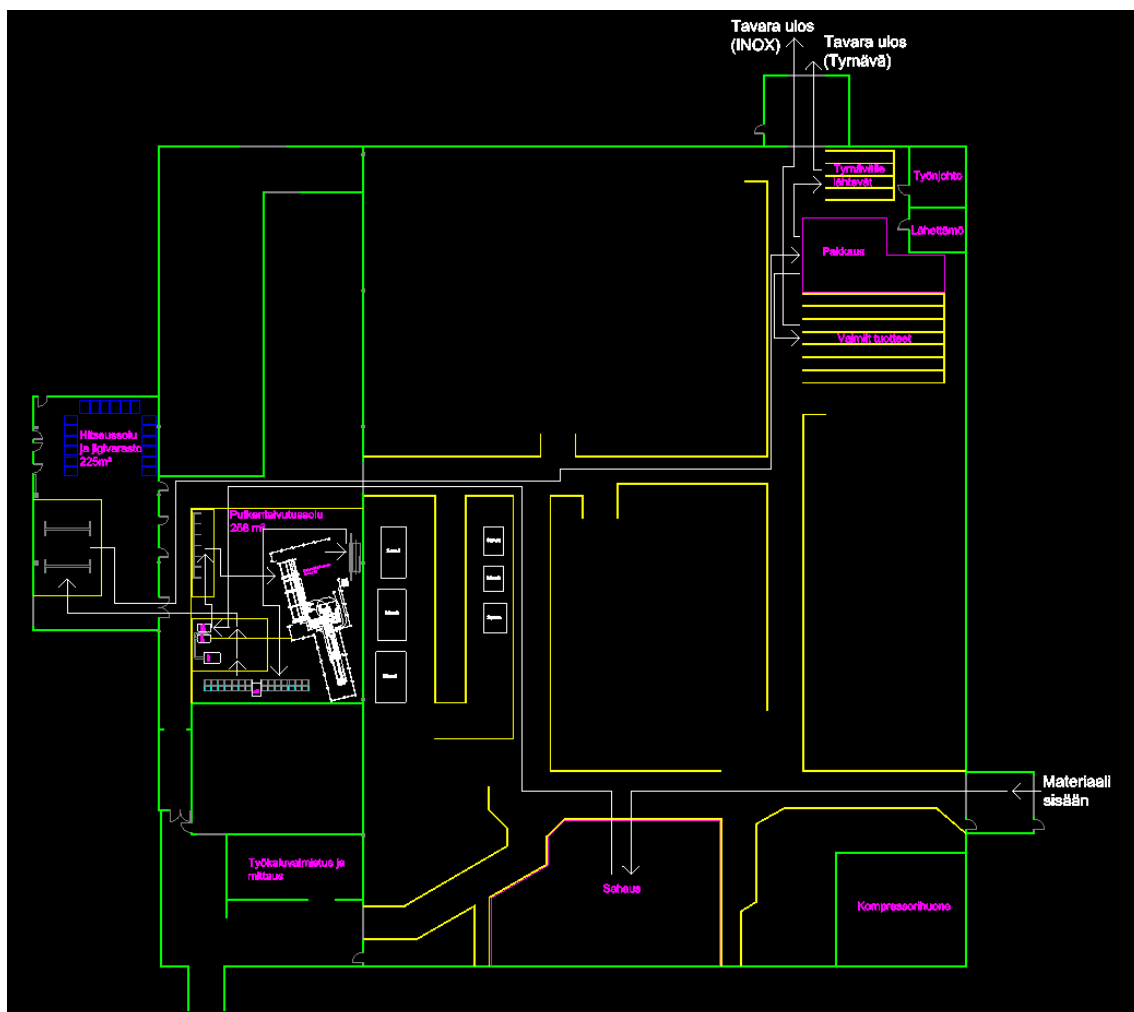 Tavara ulos
(INOX)
Tavara ulos
(Tyrnävä)
Tyrnävälle
lähtevät
Työnjohto
Lähettämö
Pakkaus
Valmiit tuotteet
Hitsaussolu
ja jigivarasto
225m²
Putkentaivutussolu
258 m²
Materiaali
sisään
Työkaluvalmistus ja
mittaus
Sahaus
Kompressorihuone